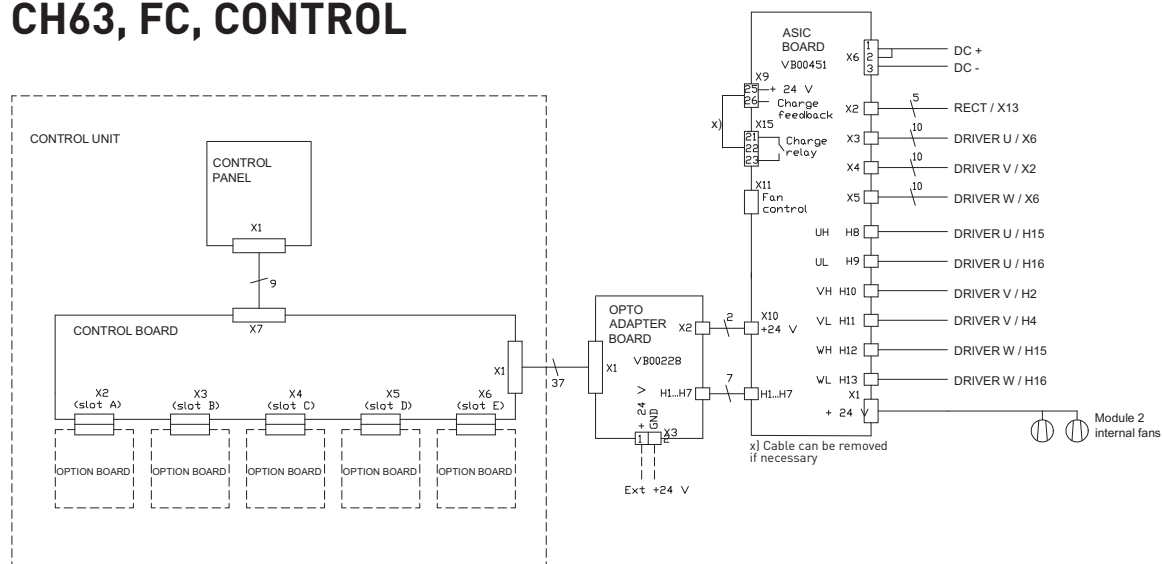 CH63, FC, CONTROL
CONTROL UNIT
CONTROL
PANEL
X1
9
X7
CONTROL BOARD
X1
37
X2
(slot A)
X3
(slot B)
X4
(slot C)
X5
(slot D)
X6
(slot E)
OPTION BOARD
OPTION BOARD
OPTION BOARD
OPTION BOARD
OPTION BOARD
OPTO
ADAPTER
BOARD
VB00228
X1
X2
2
H1...H7
7
+ 24 V
GND
X3
1
2
Ext +24 V
ASIC
BOARD
VB00451
X6
1
2
3
DC +
DC -
X9
25
+ 24 V
26
Charge
feedback
x)
X15
21
22
23
Charge
relay
X11
Fan
control
X10
+24 V
H1...H7
X2
5
RECT / X13
X3
10
DRIVER U / X6
X4
10
DRIVER V / X2
X5
10
DRIVER W / X6
UH H8
DRIVER U / H15
UL H9
DRIVER U / H16
VH H10
DRIVER V / H2
VL H11
DRIVER V / H4
WH H12
DRIVER W / H15
WL H13
DRIVER W / H16
X1
+ 24 V
Module 2
internal fans
x) Cable can be removed
if necessary